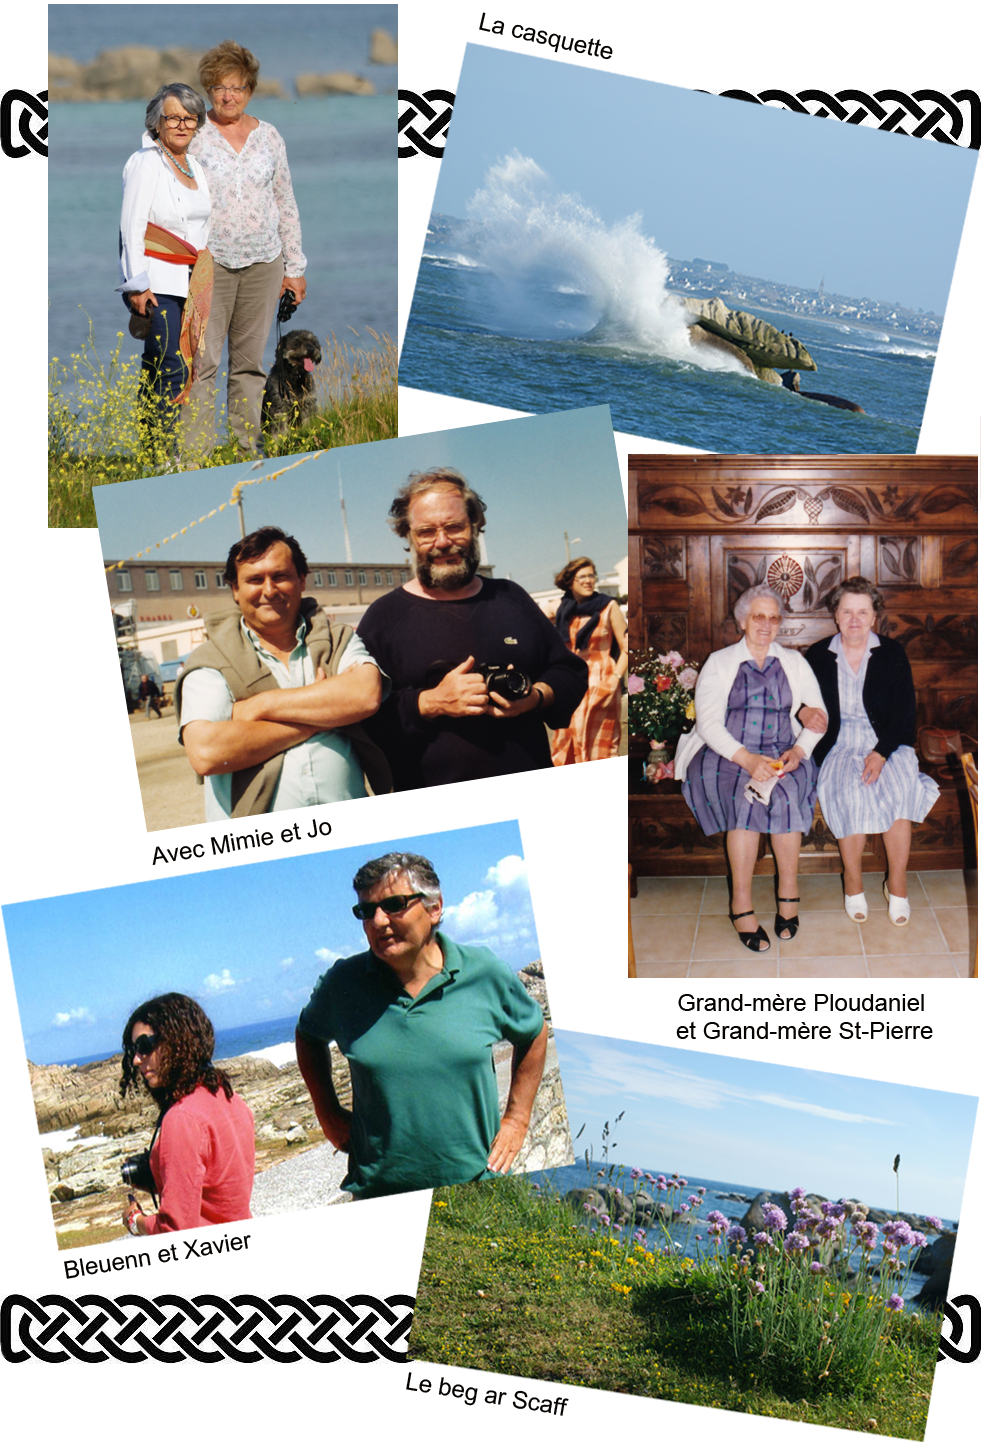 La casquette
Avec Mimie et Jo
Grand-mère Ploudaniel
et Grand-mère St-Pierre
Bleuenn et Xavier
Le beg ar Scaff